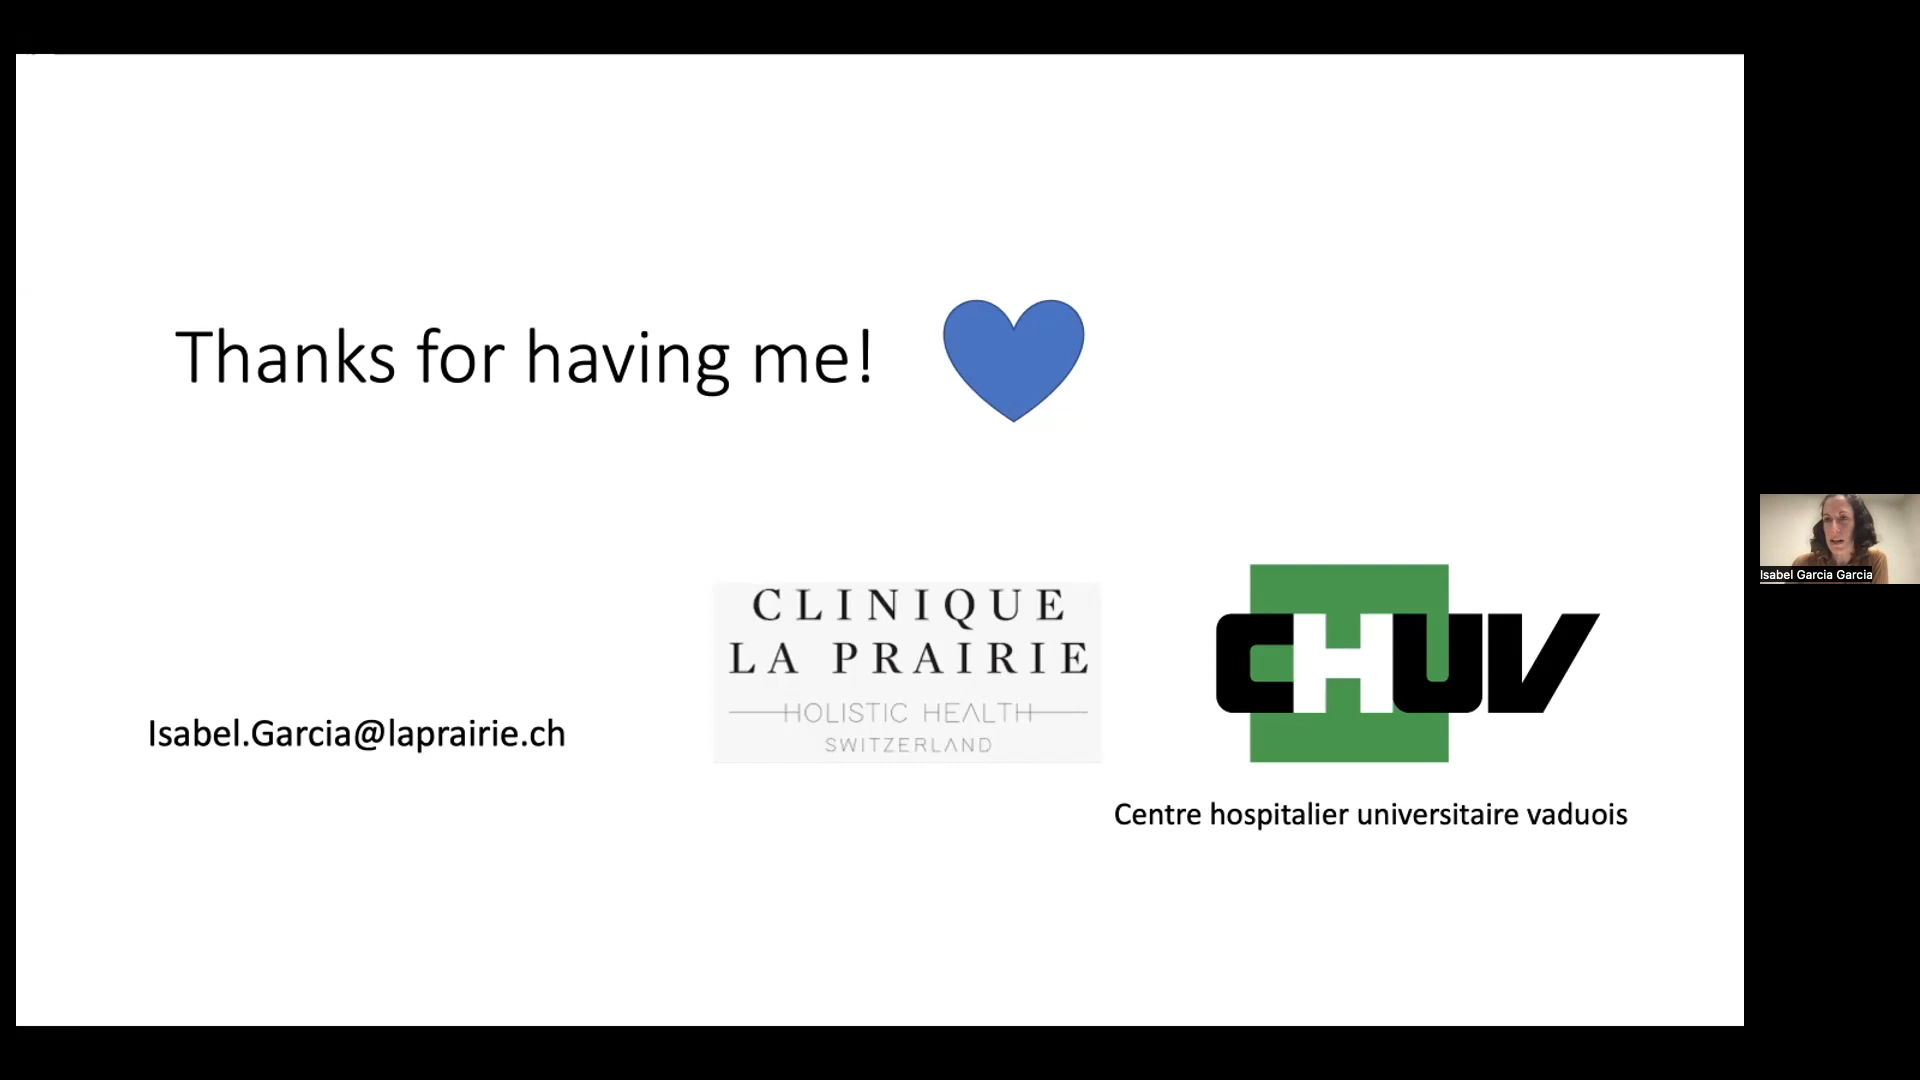 Thanks for having me!
CLINIQUE
LA PRAIRIE
HOLISTIC HEALTH
SWITZERLAND
CHUV
Isabel.Garcia@laprairie.ch
Centre hospitalier universitaire vaduois
Isabel Garcia Garcia